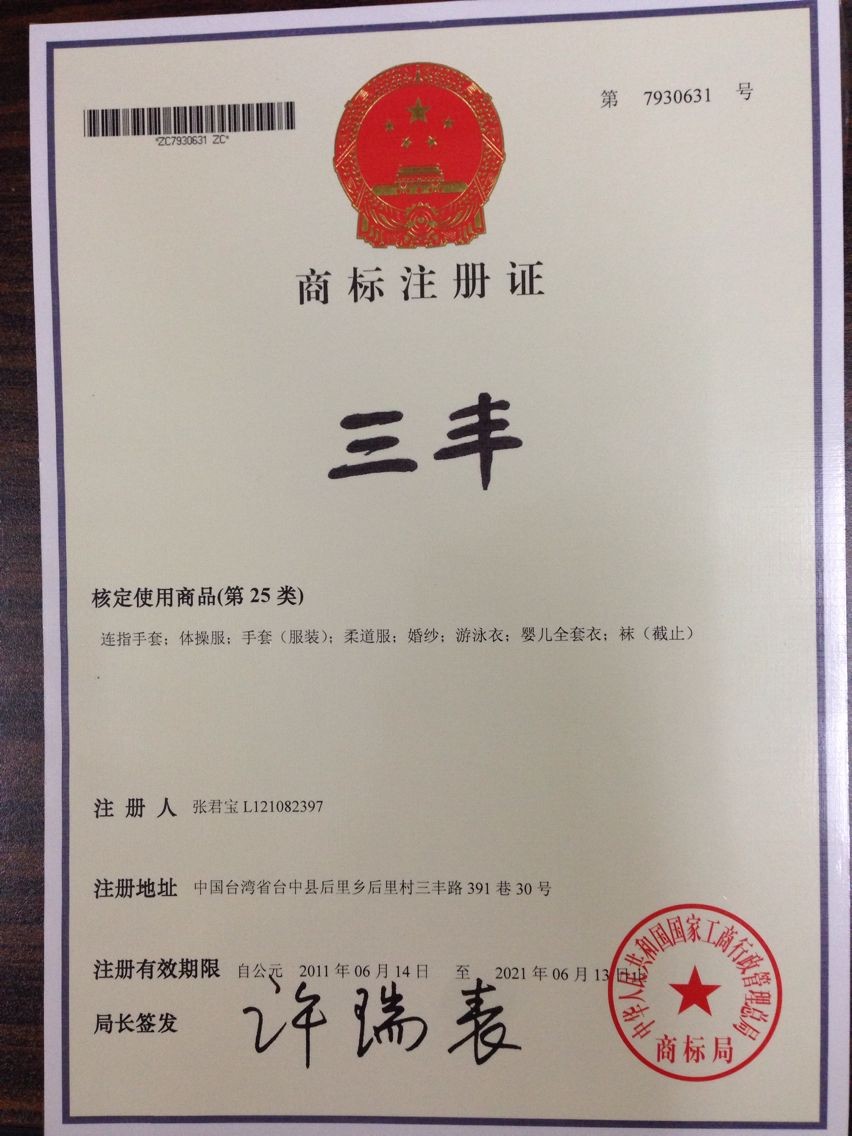 第 7930631 号
*ZC7930631 ZC*
商标注册证
三丰
核定使用商品(第 25 类)
连指手套；体操服；手套（服装）；柔道服；婚纱；游泳衣；婴儿全套衣；袜（截止）
注 册 人 张君宝 L121082397
注册地址 中国台湾省台中县后里乡后里村三丰路 391 巷 30 号
注册有效期限 自公元 2011 年 06 月 14 日 至 2021 年 06 月 13 日止
局长签发 许瑞表
中华人民共和国国家工商行政管理总局
商标局